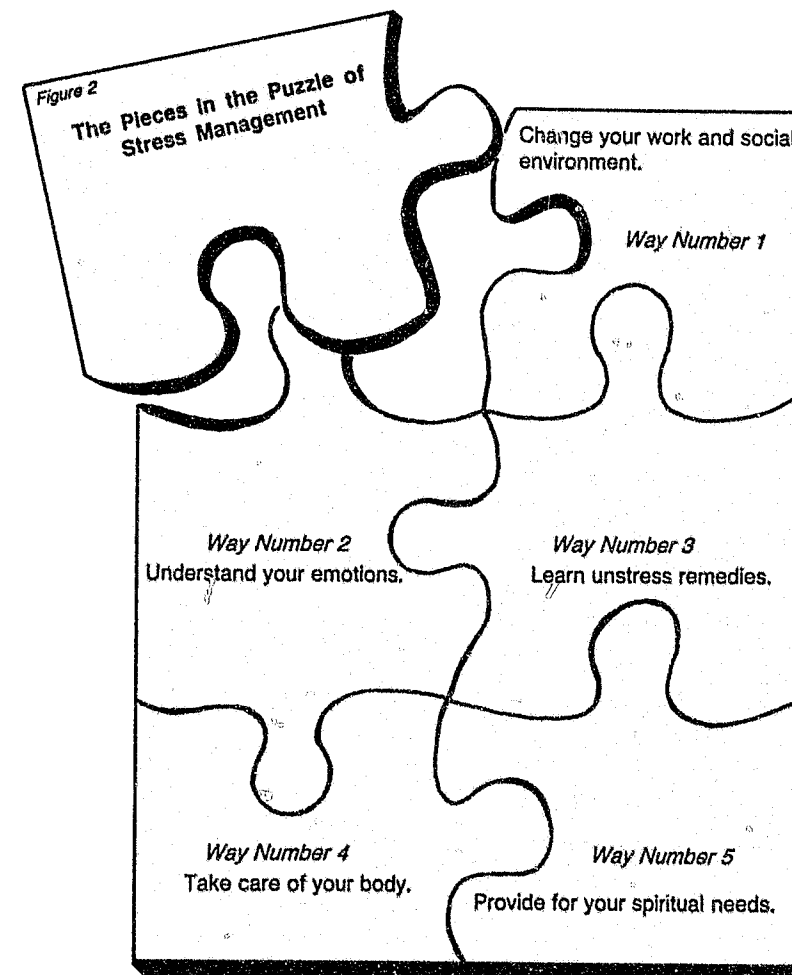 Figure 2
The Pieces in the Puzzle of
Stress Management
Change your work and social
environment.
Way Number 1
Way Number 2
Understand your emotions.
Way Number 3
Learn unstress remedies.
Way Number 4
Take care of your body.
Way Number 5
Provide for your spiritual needs.